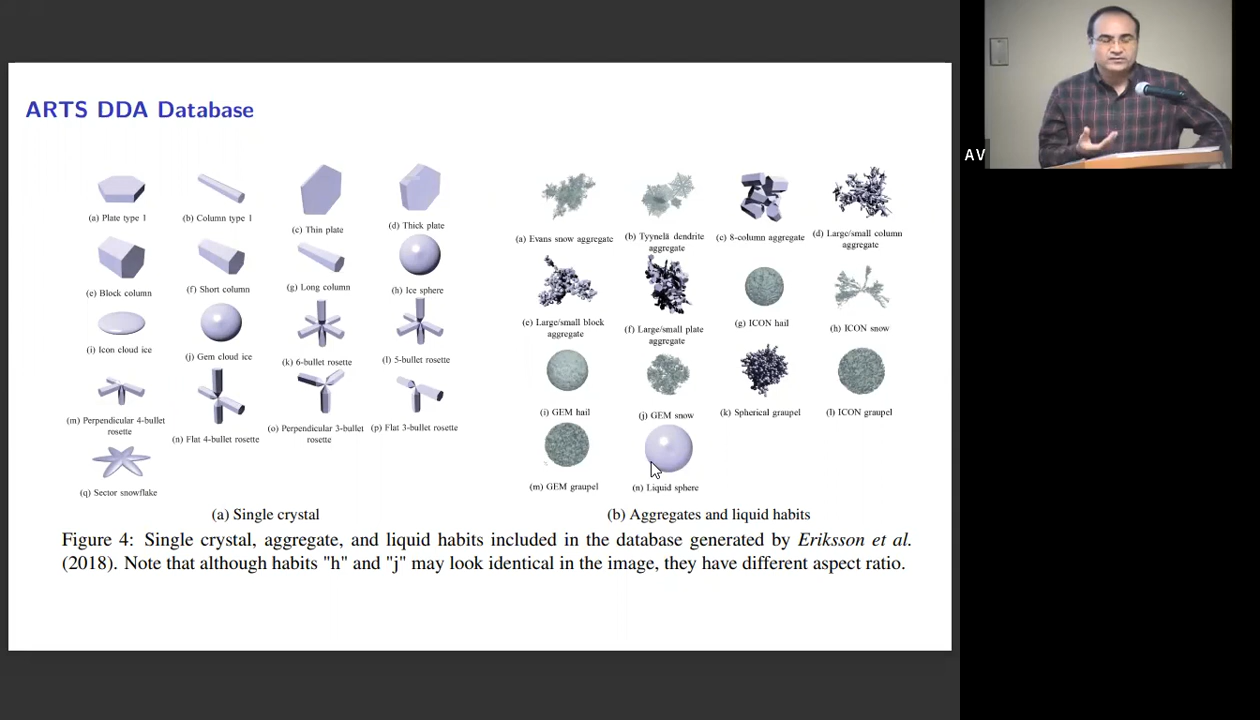 ARTS DDA Database
(a) Plate type 1
(b) Column type 1
(c) Thin plate
(d) Thick plate
(e) Block column
(f) Short column
(g) Long column
(h) Ice sphere
(i) Icon cloud ice
(j) Gem cloud ice
(k) 6-bullet rosette
(l) 5-bullet rosette
(m) Perpendicular 4-bullet
rosette
(n) Flat 4-bullet rosette
(o) Perpendicular 3-bullet
rosette
(p) Flat 3-bullet rosette
(q) Sector snowflake
(a) Single crystal
(a) Evans snow aggregate
(b) Tyynelä dendrite
aggregate
(c) 8-column aggregate
(d) Large/small column
aggregate
(e) Large/small block
aggregate
(f) Large/small plate
aggregate
(g) ICON hail
(h) ICON snow
(i) GEM hail
(j) GEM snow
(k) Spherical graupel
(l) ICON graupel
(m) GEM graupel
(n) Liquid sphere
(b) Aggregates and liquid habits
Figure 4: Single crystal, aggregate, and liquid habits included in the database generated by Eriksson et al.
(2018). Note that although habits "h" and "j" may look identical in the image, they have different aspect ratio.
AV